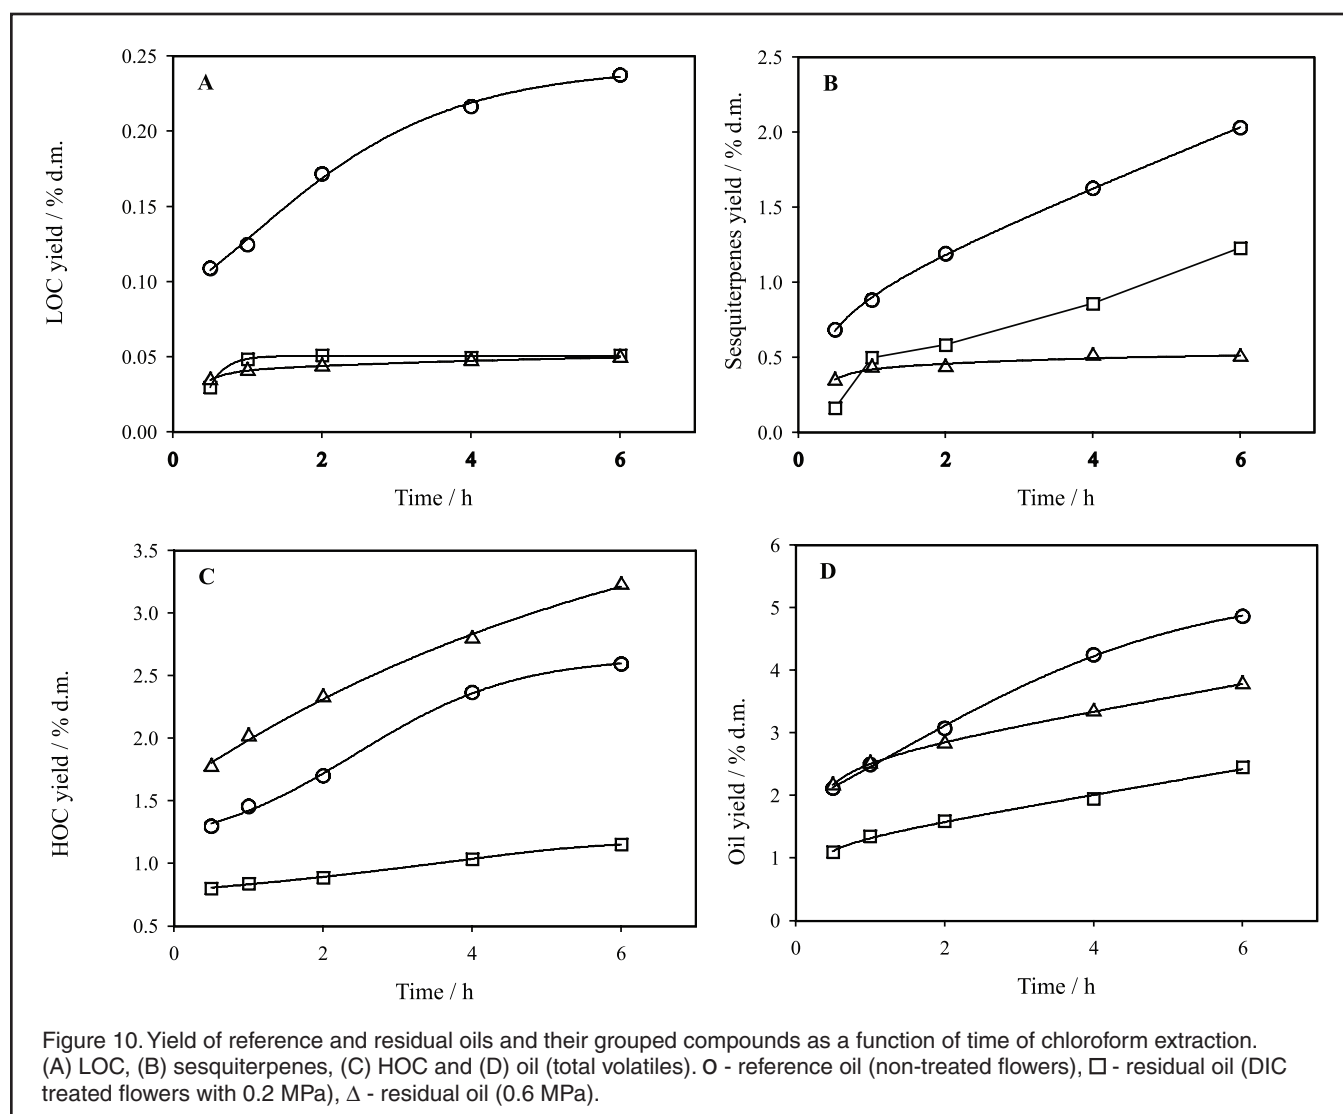 A
LOC yield / % d.m.
0.25
0.20
0.15
0.10
0.05
0.00
0 2 4 6
Time / h
B
Sesquiterpenes yield / % d.m.
2.5
2.0
1.5
1.0
0.5
0.0
0 2 4 6
Time / h
C
HOC yield / % d.m.
3.5
3.0
2.5
2.0
1.5
1.0
0.5
0 2 4 6
Time / h
D
Oil yield / % d.m.
6
5
4
3
2
1
0
0 2 4 6
Time / h
Figure 10. Yield of reference and residual oils and their grouped compounds as a function of time of chloroform extraction.
(A) LOC, (B) sesquiterpenes, (C) HOC and (D) oil (total volatiles). O - reference oil (non-treated flowers), □ - residual oil (DIC
treated flowers with 0.2 MPa), Δ - residual oil (0.6 MPa).